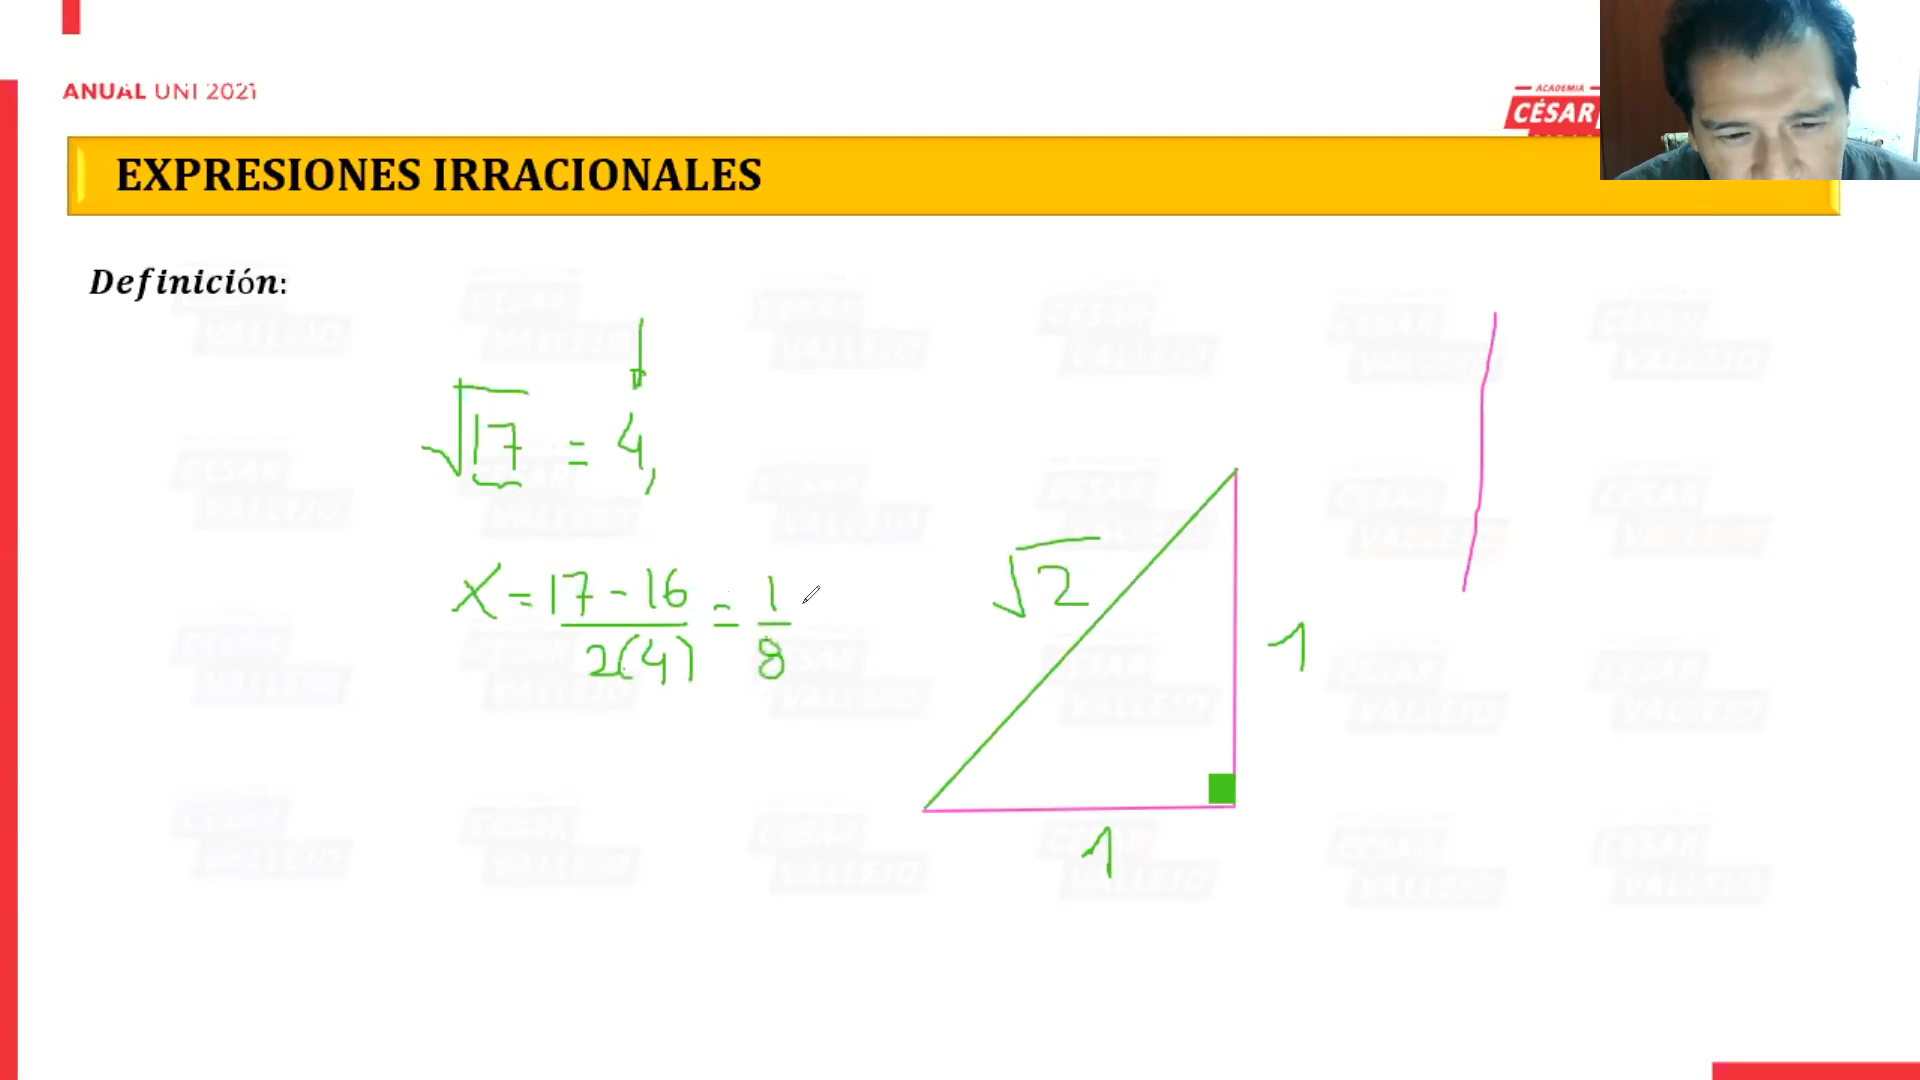 ANUAL UNI 2021
ACADEMIA
CÉSAR
EXPRESIONES IRRACIONALES
Definición:
√17 = 4,
x = 17 - 16 / 2(4) = 1/8
√2
1
1